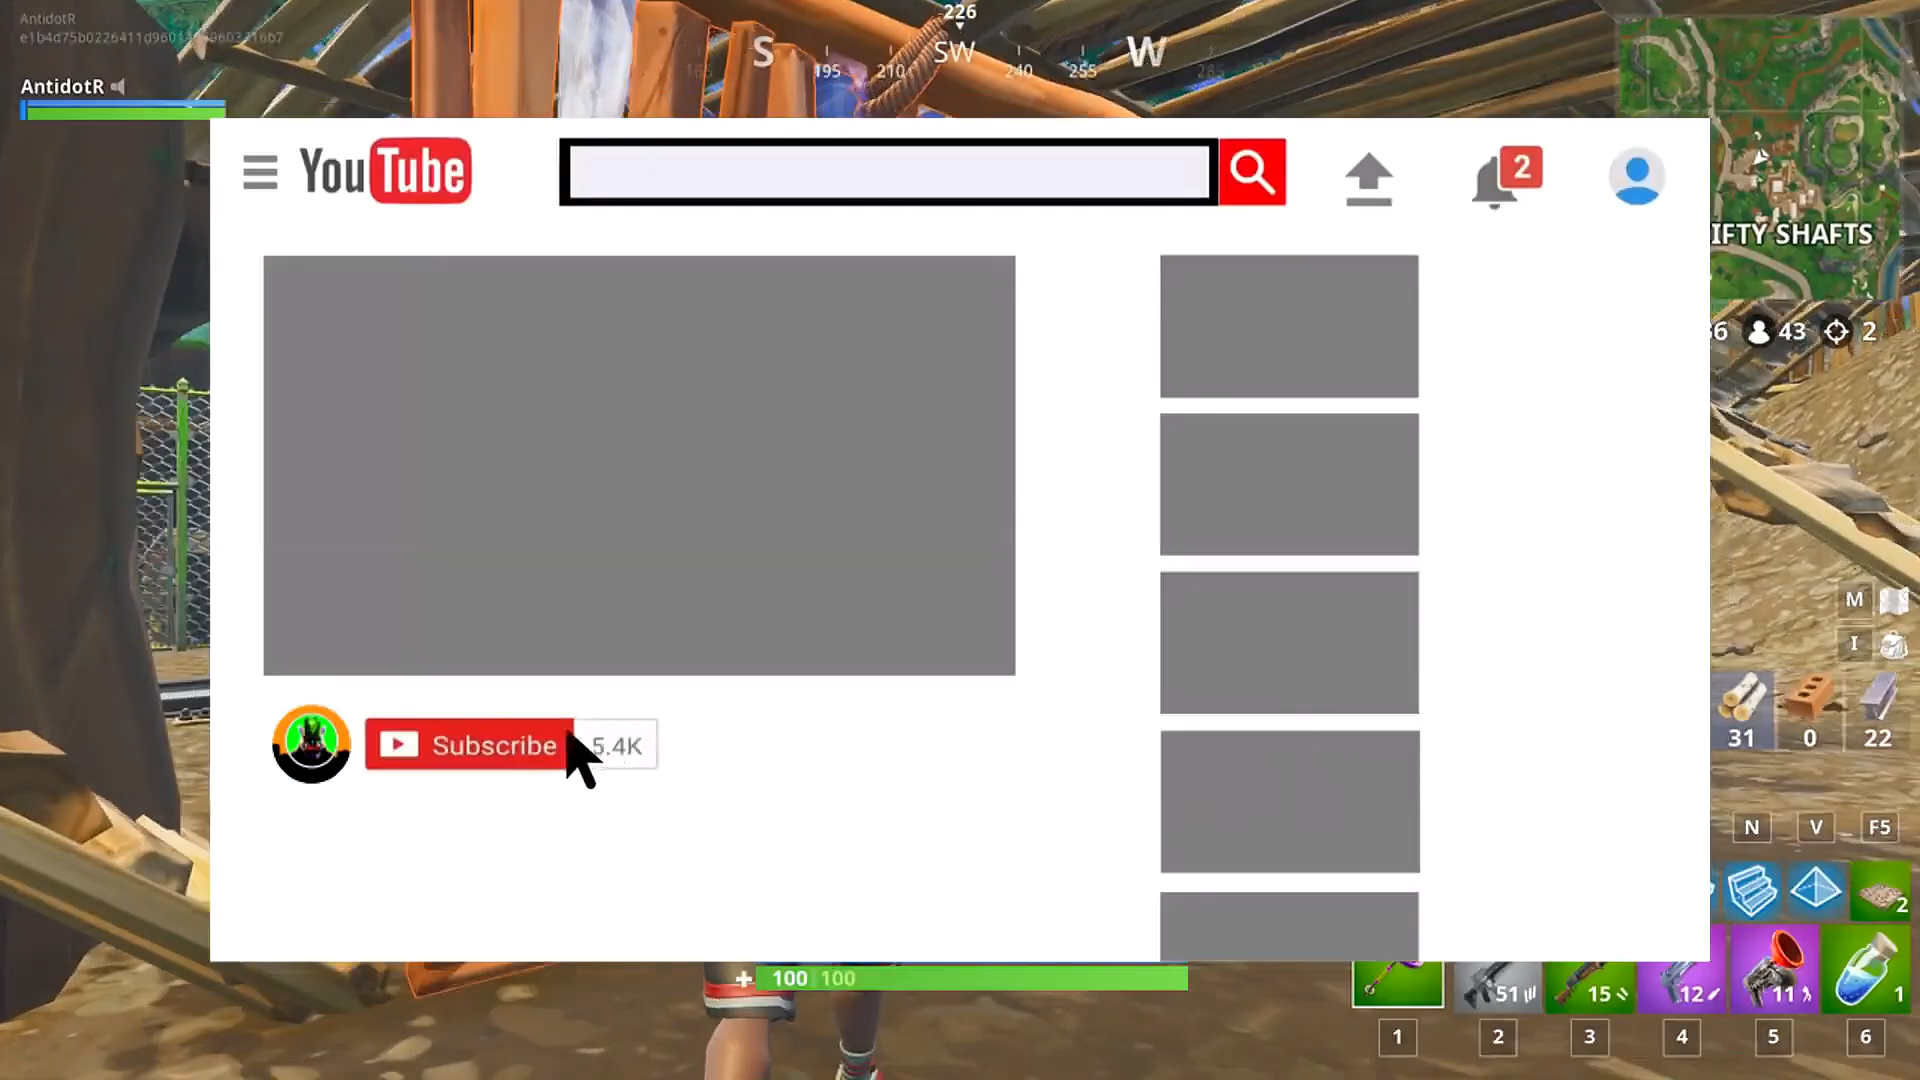 AntidotR
226
S 195 210 SW 240 255 W 285
AntidotR
YouTube
2
IFTY SHAFTS
43 2
Subscribe 5.4K
M
I
31 0 22
N V F5
2
100 100
51 15 12 11 1
1 2 3 4 5 6